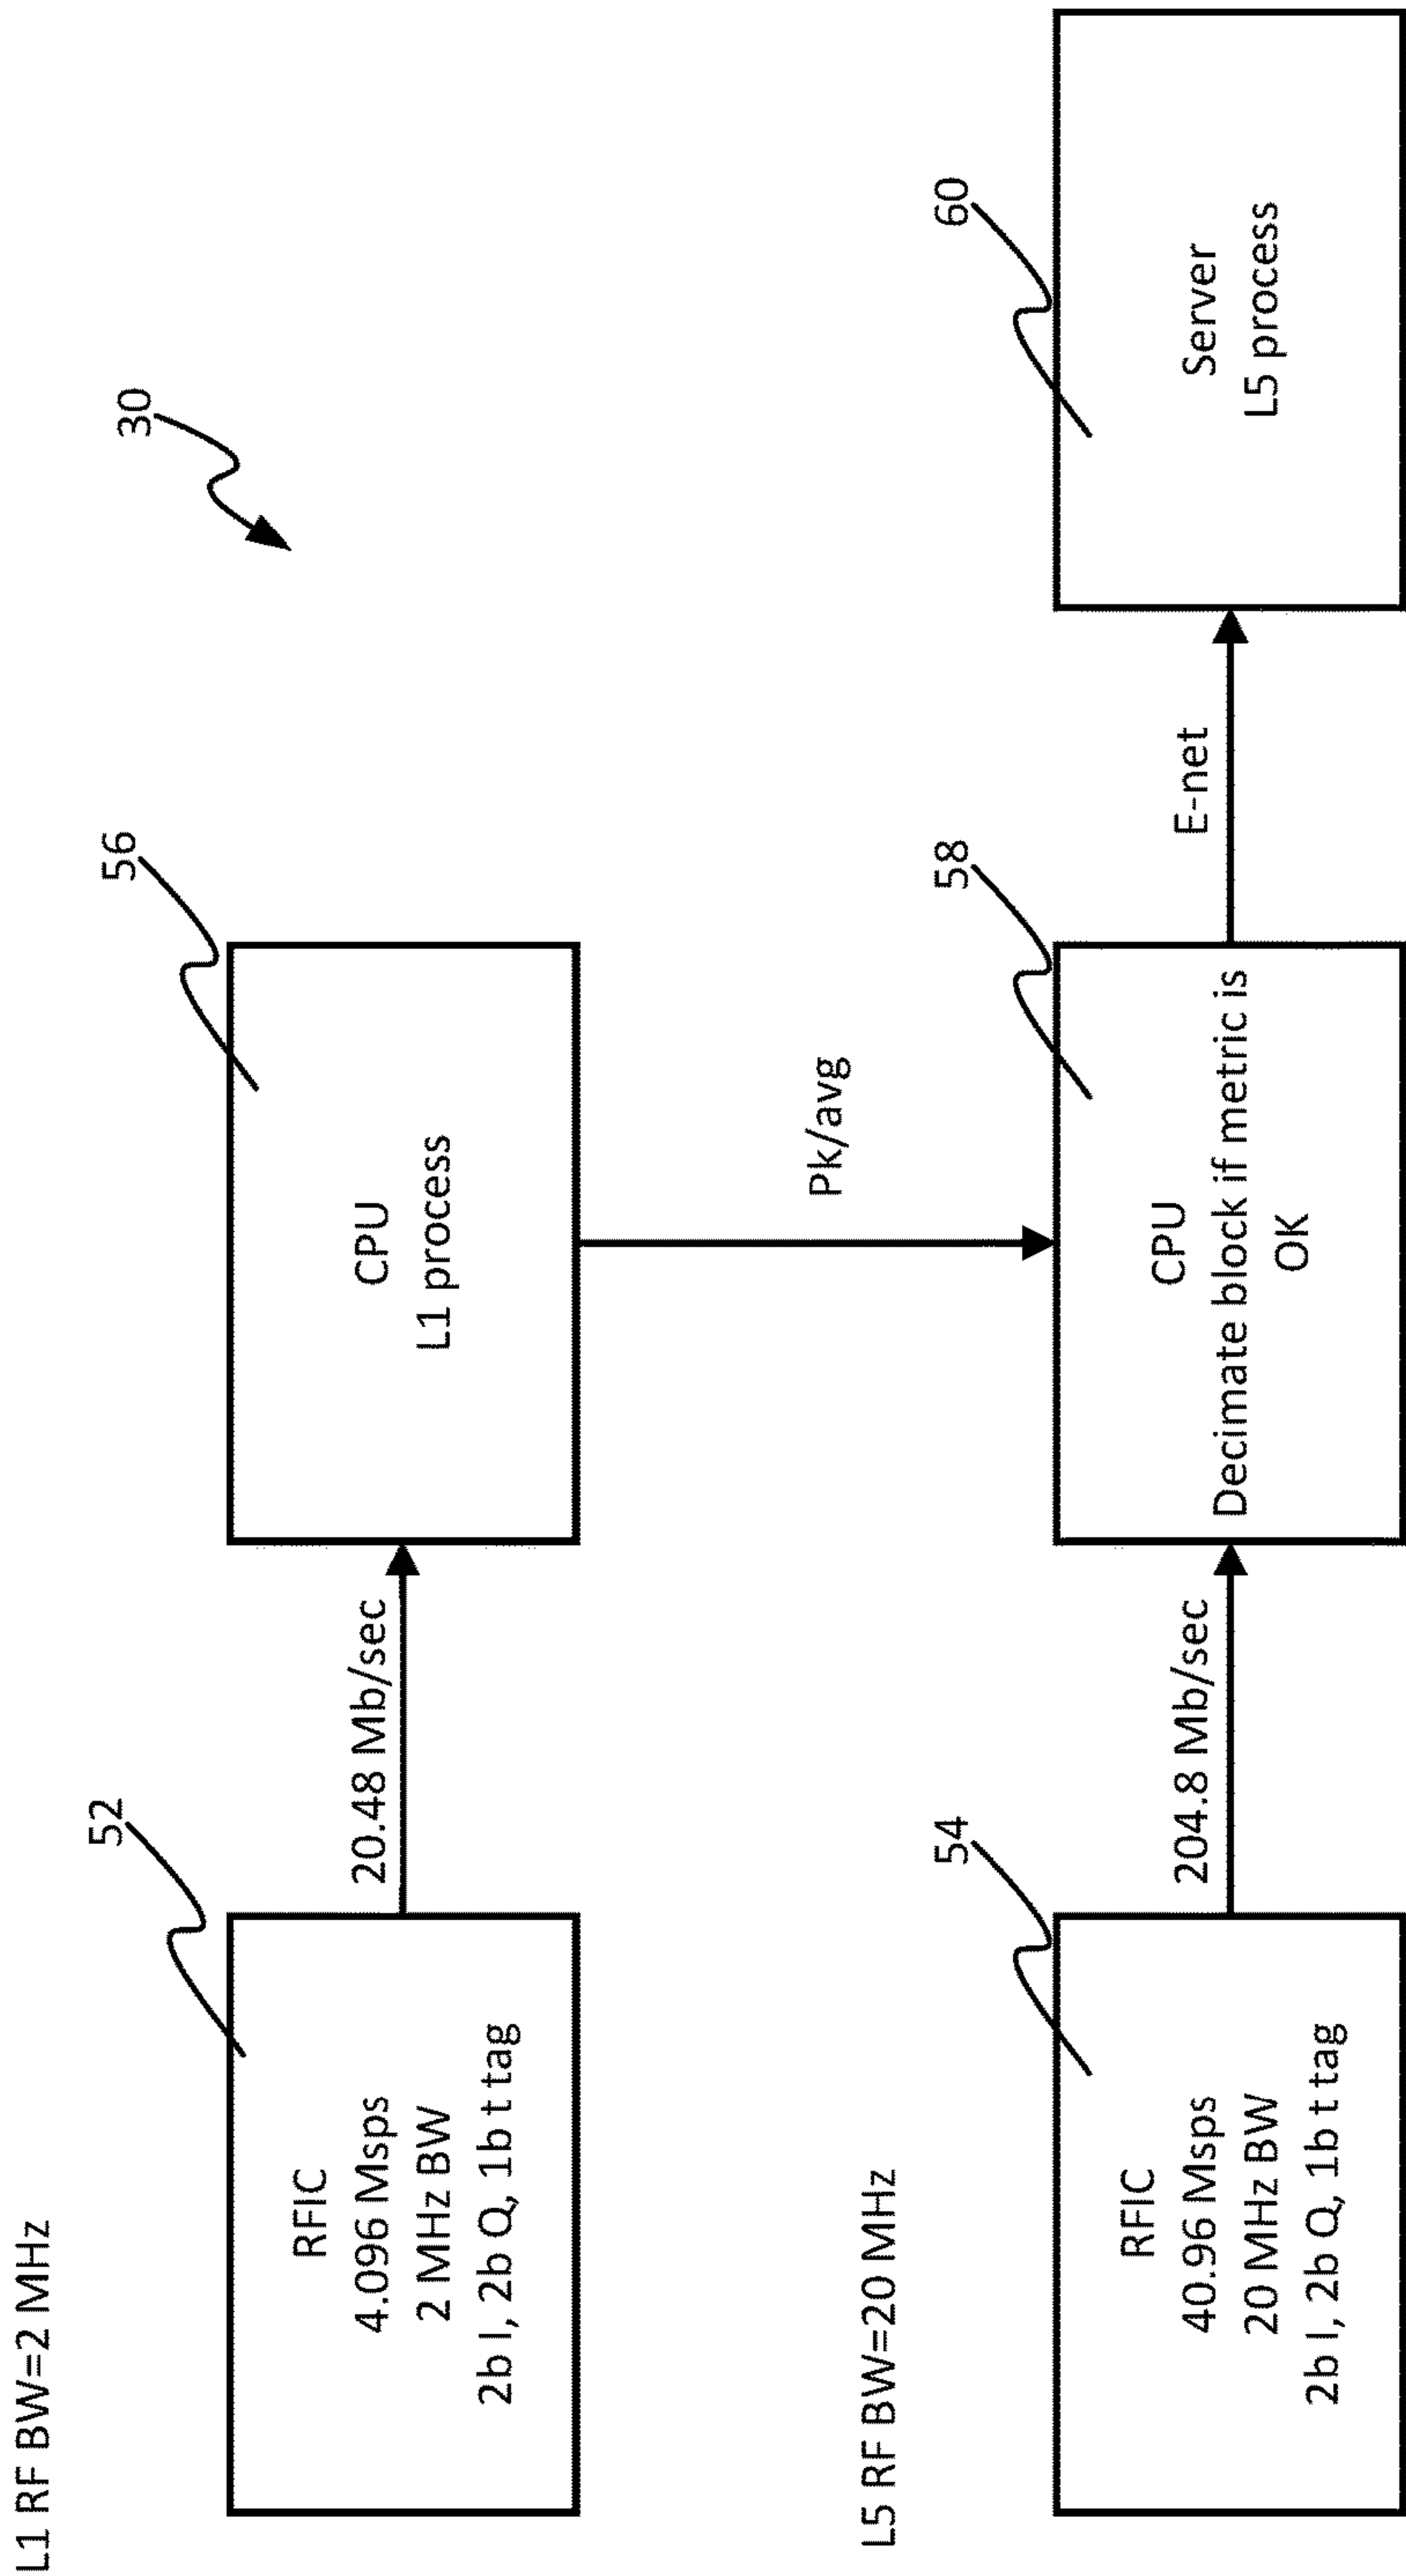 L1 RF BW=2 MHz
30
52
56
RFIC
4.096 Msps
2 MHz BW
2b I, 2b Q, 1b t tag
20.48 Mb/sec
CPU
L1 process
Pk/avg
L5 RF BW=20 MHz
54
58
60
RFIC
40.96 Msps
20 MHz BW
2b I, 2b Q, 1b t tag
204.8 Mb/sec
CPU
Decimate block if metric is
OK
E-net
Server
L5 process